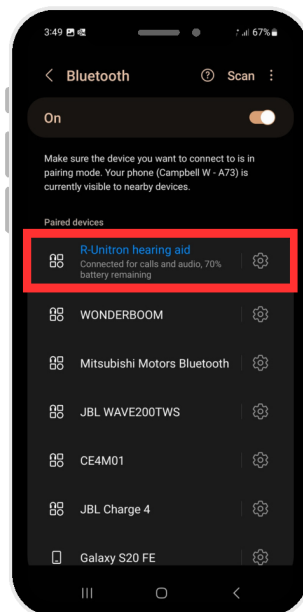 3:49 67%
Bluetooth Scan
On
Make sure the device you want to connect to is in
pairing mode. Your phone (Campbell W - A73) is
currently visible to nearby devices.
Paired devices
R-Unitron hearing aid
Connected for calls and audio, 70%
battery remaining
WONDERBOOM
Mitsubishi Motors Bluetooth
JBL WAVE200TWS
CE4M01
JBL Charge 4
Galaxy S20 FE